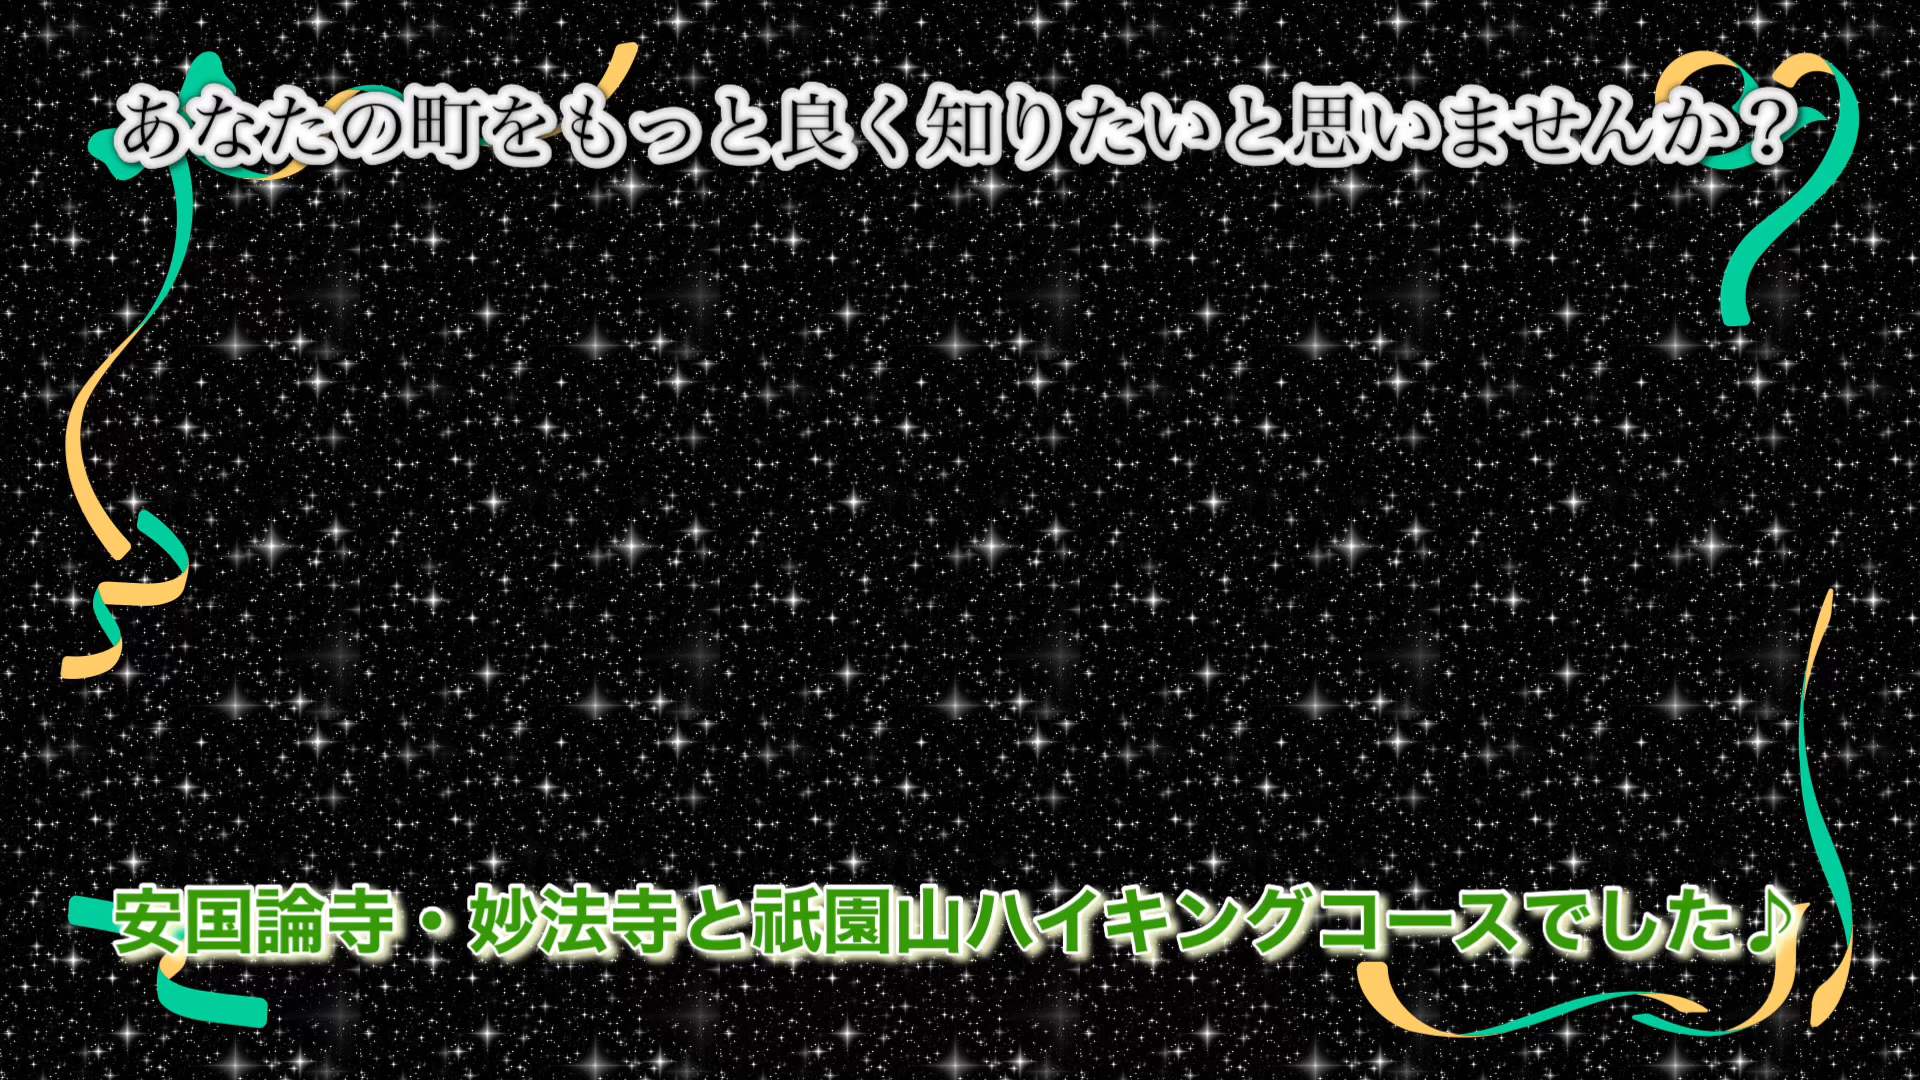 あなたの町をもっと良く知りたいと思いませんか？
安国論寺・妙法寺と祇園山ハイキングコースでした♪